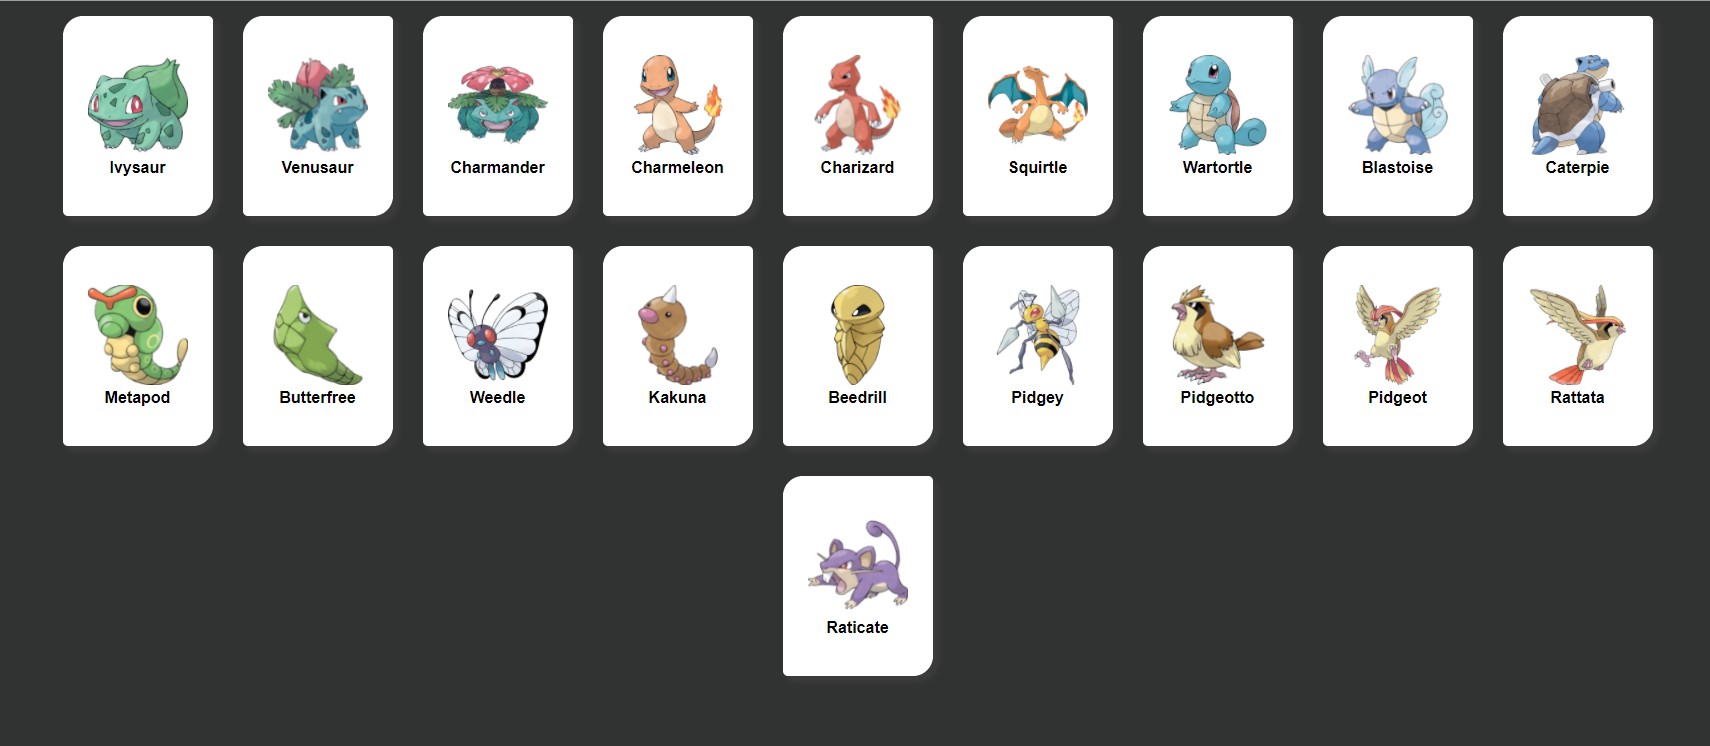 Ivysaur
Venusaur
Charmander
Charmeleon
Charizard
Squirtle
Wartortle
Blastoise
Caterpie
Metapod
Butterfree
Weedle
Kakuna
Beedrill
Pidgey
Pidgeotto
Pidgeot
Rattata
Raticate